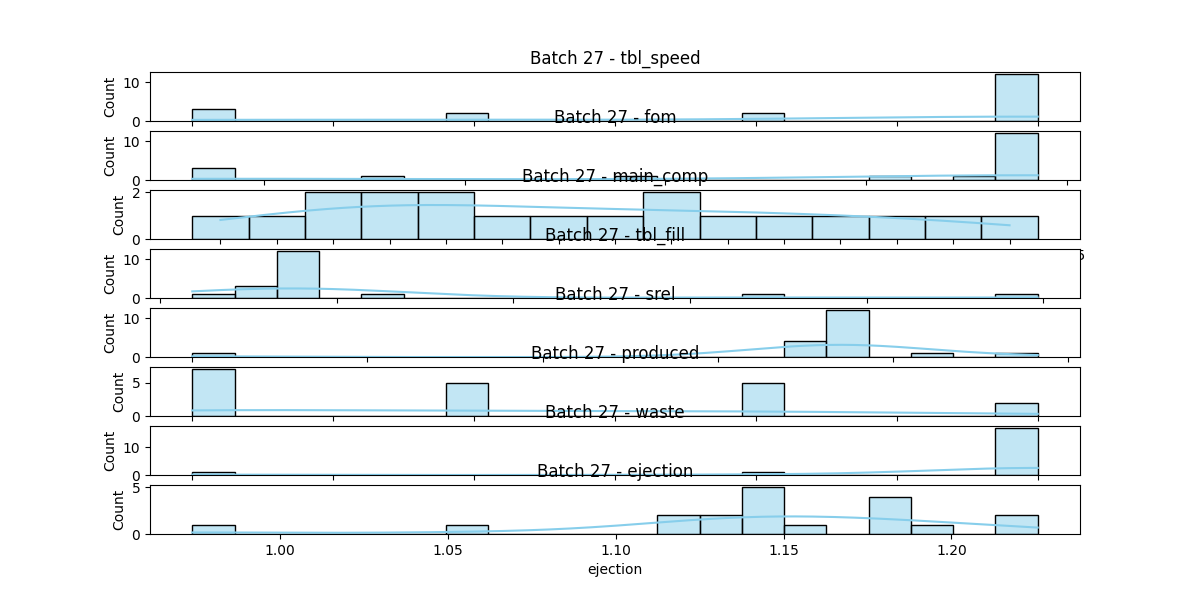 Batch 27 - tbl_speed
Count
10
0
Batch 27 - fom
Count
10
0
Batch 27 - main_comp
Count
2
0
Batch 27 - tbl_fill
Count
10
0
Batch 27 - srel
Count
10
0
Batch 27 - produced
Count
5
0
Batch 27 - waste
Count
10
0
Batch 27 - ejection
Count
5
0
1.00 1.05 1.10 1.15 1.20
ejection